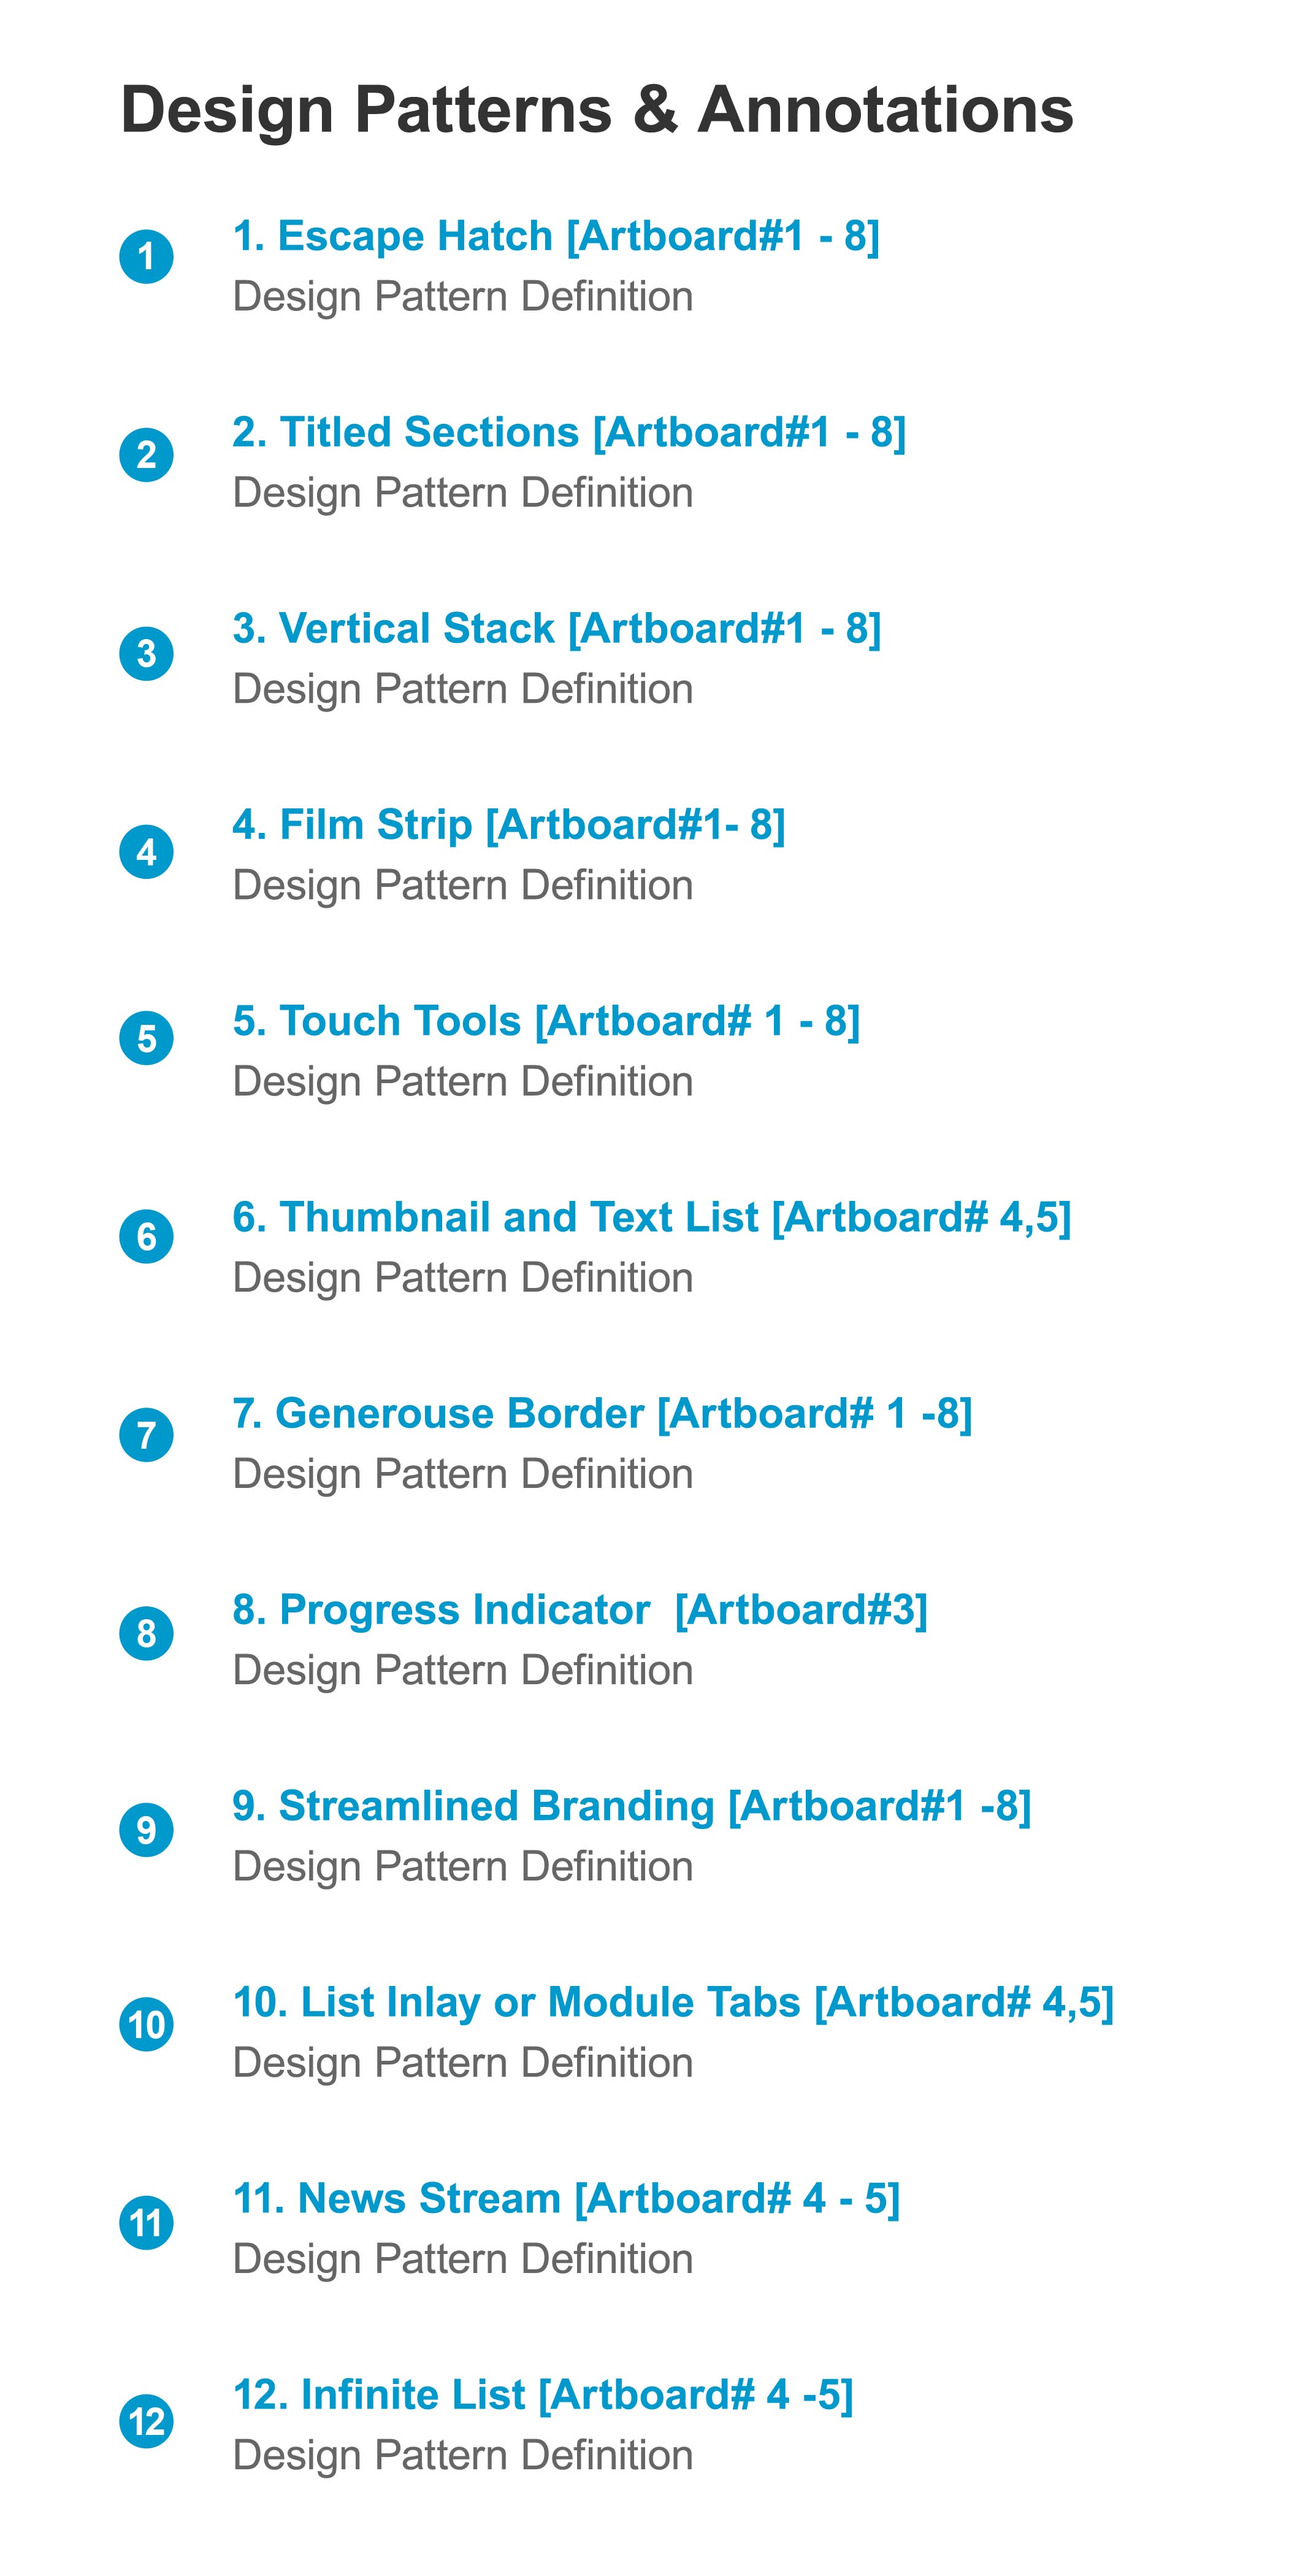 Design Patterns & Annotations
1
1. Escape Hatch [Artboard#1 - 8]
Design Pattern Definition
2
2. Titled Sections [Artboard#1 - 8]
Design Pattern Definition
3
3. Vertical Stack [Artboard#1 - 8]
Design Pattern Definition
4
4. Film Strip [Artboard#1- 8]
Design Pattern Definition
5
5. Touch Tools [Artboard# 1 - 8]
Design Pattern Definition
6
6. Thumbnail and Text List [Artboard# 4,5]
Design Pattern Definition
7
7. Generouse Border [Artboard# 1 -8]
Design Pattern Definition
8
8. Progress Indicator  [Artboard#3]
Design Pattern Definition
9
9. Streamlined Branding [Artboard#1 -8]
Design Pattern Definition
10
10. List Inlay or Module Tabs [Artboard# 4,5]
Design Pattern Definition
11
11. News Stream [Artboard# 4 - 5]
Design Pattern Definition
12
12. Infinite List [Artboard# 4 -5]
Design Pattern Definition